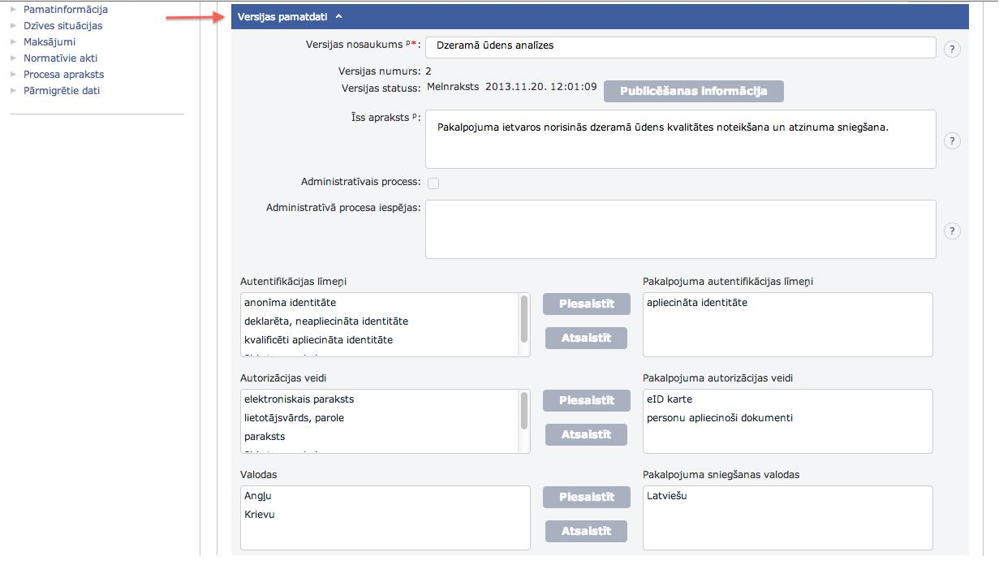 Pamatinformācija
Dzīves situācijas
Maksājumi
Normatīvie akti
Procesa apraksts
Pārmigrētie dati
Versijas pamatdati
Versijas nosaukums P*: Dzeramā ūdens analīzes ?
Versijas numurs: 2
Versijas statuss: Melnraksts 2013.11.20. 12:01:09 Publicēšanas informācija
Īss apraksts P: Pakalpojuma ietvaros norisinās dzeramā ūdens kvalitātes noteikšana un atzinuma sniegšana. ?
Administratīvais process:
Administratīvā procesa iespējas: ?
Autentifikācijas līmeņi
anonīma identitāte
deklarēta, neapliecināta identitāte
kvalificēti apliecināta identitāte
Piesaistīt
Atsaistīt
Pakalpojuma autentifikācijas līmeņi
apliecināta identitāte
Autorizācijas veidi
elektroniskais paraksts
lietotājsvārds, parole
paraksts
Piesaistīt
Atsaistīt
Pakalpojuma autorizācijas veidi
eID karte
personu apliecinoši dokumenti
Valodas
Angļu
Krievu
Piesaistīt
Atsaistīt
Pakalpojuma sniegšanas valodas
Latviešu